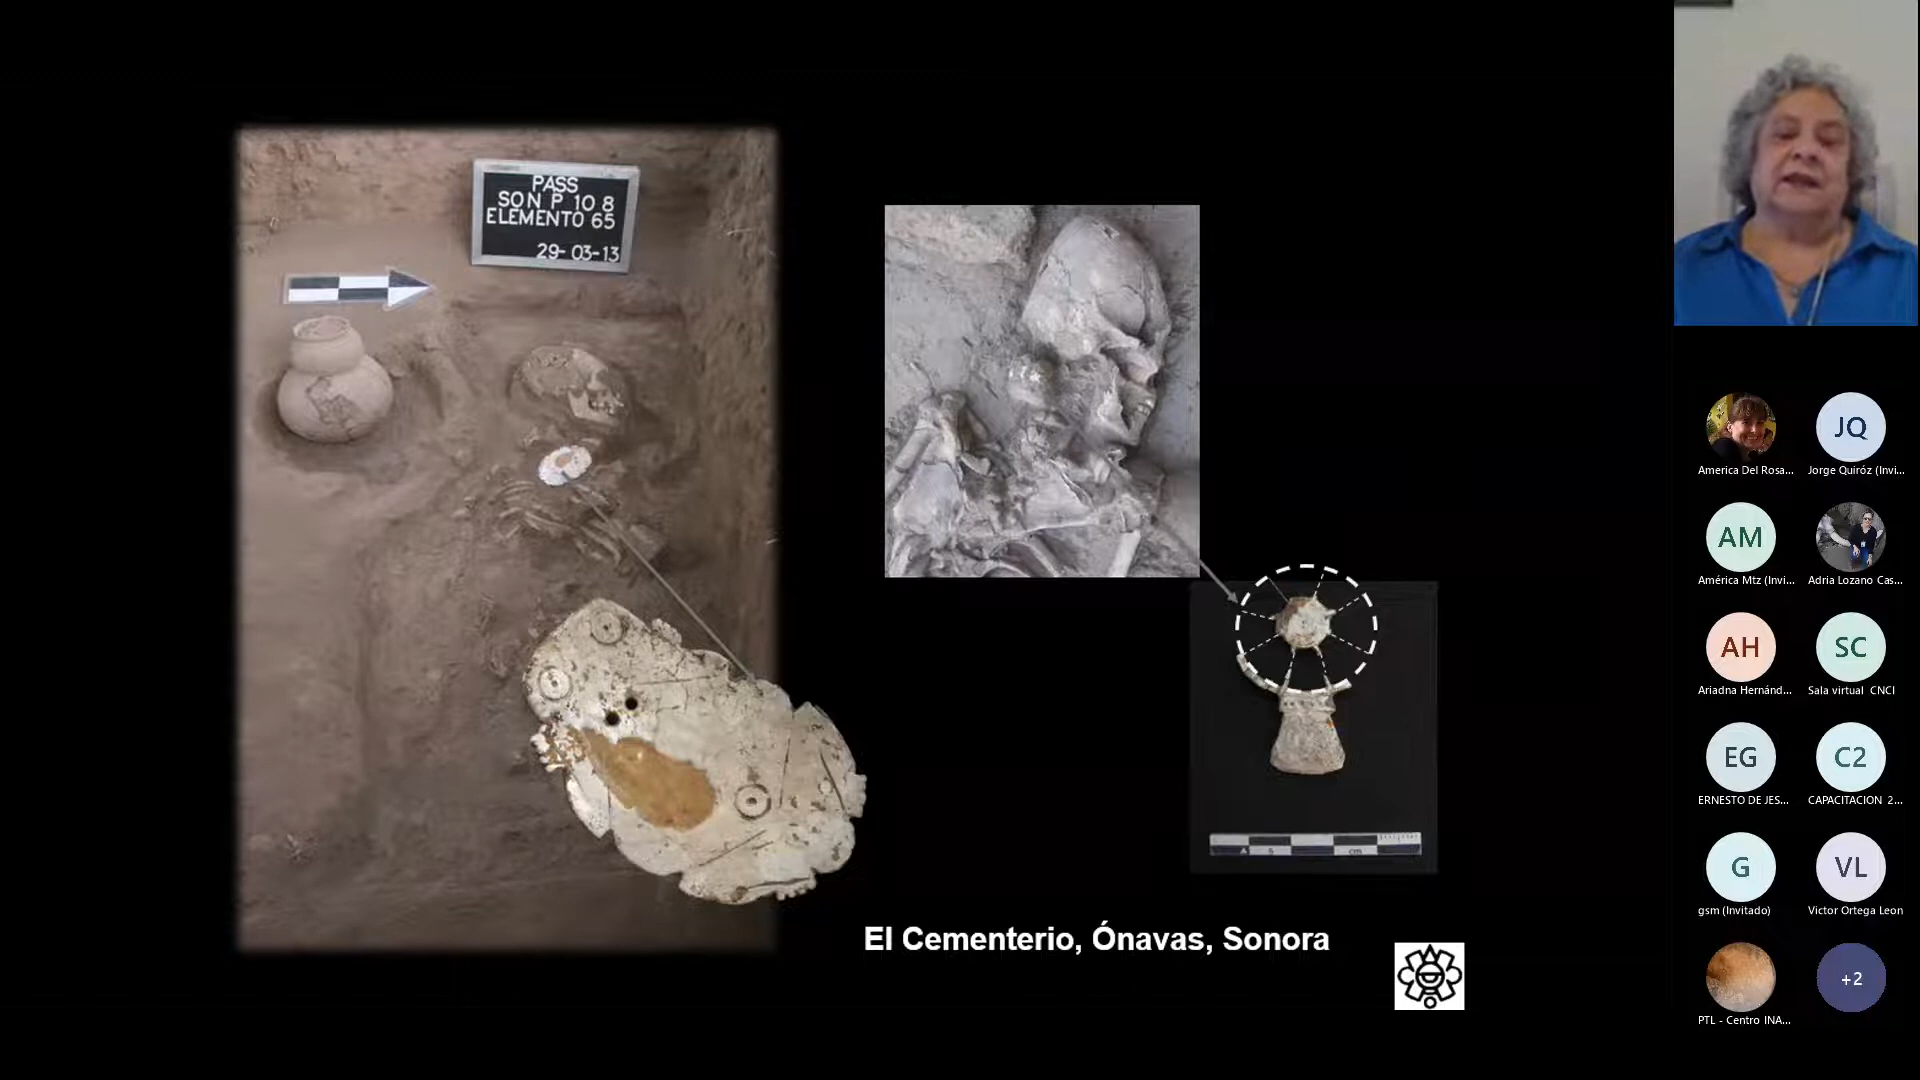 PASS
SON P 10 8
ELEMENTO 65
29-03-13
5
cm
El Cementerio, Ónavas, Sonora
JQ
America Del Rosa...
Jorge Quiróz (Invi...
AM
América Mtz (Invi...
Adria Lozano Cas...
AH
SC
Ariadna Hernánd...
Sala virtual CNCI
EG
C2
ERNESTO DE JES...
CAPACITACION 2...
G
VL
gsm (Invitado)
Victor Ortega Leon
+2
PTL - Centro INA...